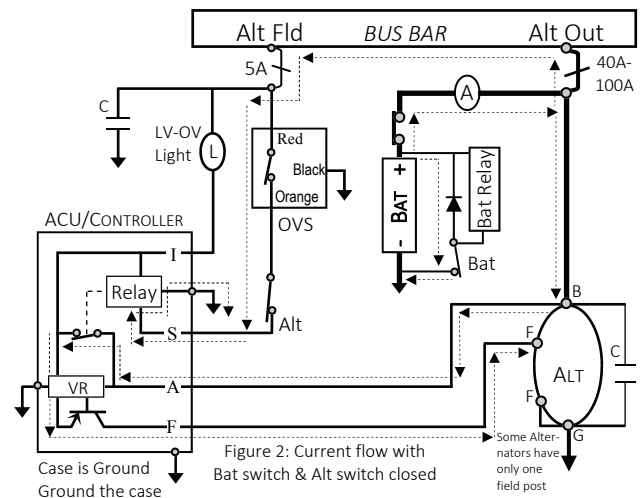 Alt Fld
BUS BAR
Alt Out
5A
40A-
100A
C
LV-OV
Light
L
Red
Black
Orange
OVS
A
BAT
+
-
Bat Relay
Bat
ACU/CONTROLLER
I
Relay
S
Alt
B
A
VR
F
F
F
ALT
C
G
Case is Ground
Ground the case
Figure 2: Current flow with
Bat switch & Alt switch closed
Some Alter-
nators have
only one
field post